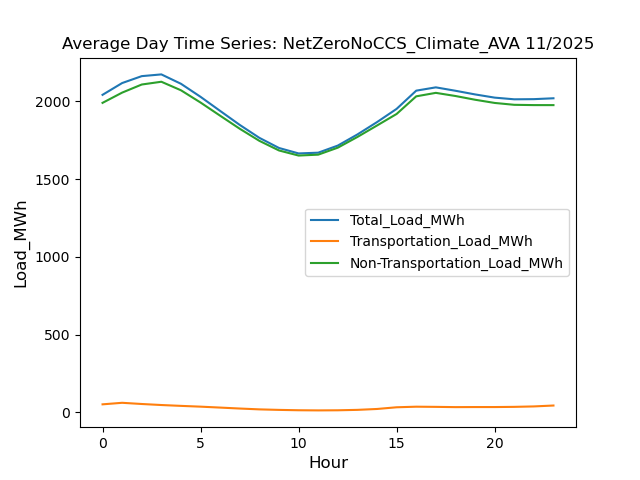 Average Day Time Series: NetZeroNoCCS_Climate_AVA 11/2025
Load_MWh
2000
1500
1000
500
0
Total_Load_MWh
Transportation_Load_MWh
Non-Transportation_Load_MWh
0 5 10 15 20
Hour